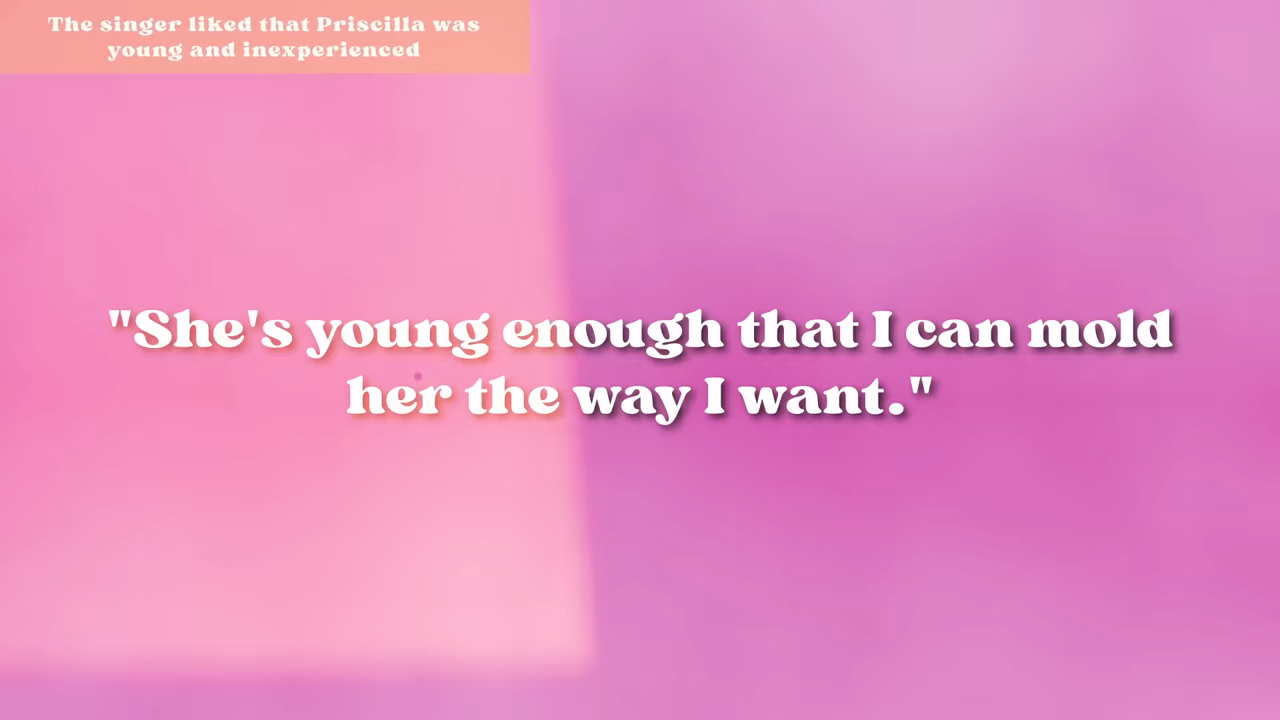 The singer liked that Priscilla was
young and inexperienced
"She's young enough that I can mold
her the way I want."